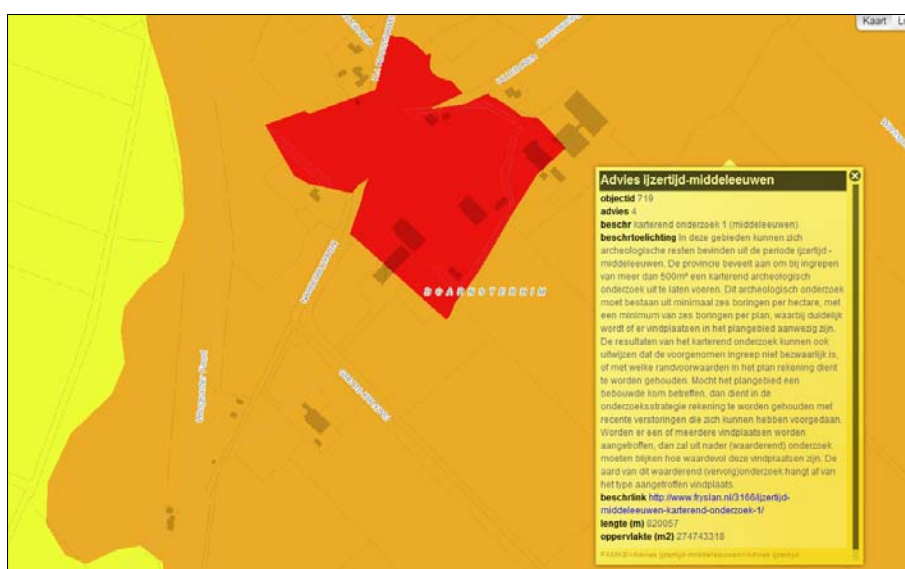 Kaart
Advies ijzertijd-middeleeuwen
objectid 719
advies 4
beschr karterend onderzoek 1 (middeleeuwen)
beschrtoelichting In deze gebieden kunnen zich
archeologische resten bevinden uit de periode ijzertijd -
middeleeuwen. De provincie beveelt aan om bij ingrepen
van meer dan 500m² een karterend archeologisch
onderzoek uit te laten voeren. Dit archeologisch onderzoek
moet bestaan uit minimaal zes boringen per hectare, met
een minimum van zes boringen per plan, waarbij duidelijk
wordt of er vindplaatsen in het plangebied aanwezig zijn.
De resultaten van het karterend onderzoek kunnen ook
uitwijzen dat de voorgenomen ingreep niet bezwaarlijk is,
of met welke randvoorwaarden in het plan rekening dient
te worden gehouden. Mocht het plangebied een
bebouwde kom betreffen, dan dient in de
onderzoeksstrategie rekening te worden gehouden met
recente verstoringen die zich kunnen hebben voorgedaan.
Worden er een of meerdere vindplaatsen worden
aangetroffen, dan zal uit nader (waarderend) onderzoek
moeten blijken hoe waardevol deze vindplaatsen zijn. De
aard van dit waarderend (vervolg)onderzoek hangt af van
het type aangetroffen vindplaats.
beschrlink http://www.fryslan.nl/3166/ijzertijd-
middeleeuwen-karterend-onderzoek-1/
lengte (m) 820057
oppervlakte (m2) 274743318
BOARNSTERHIM